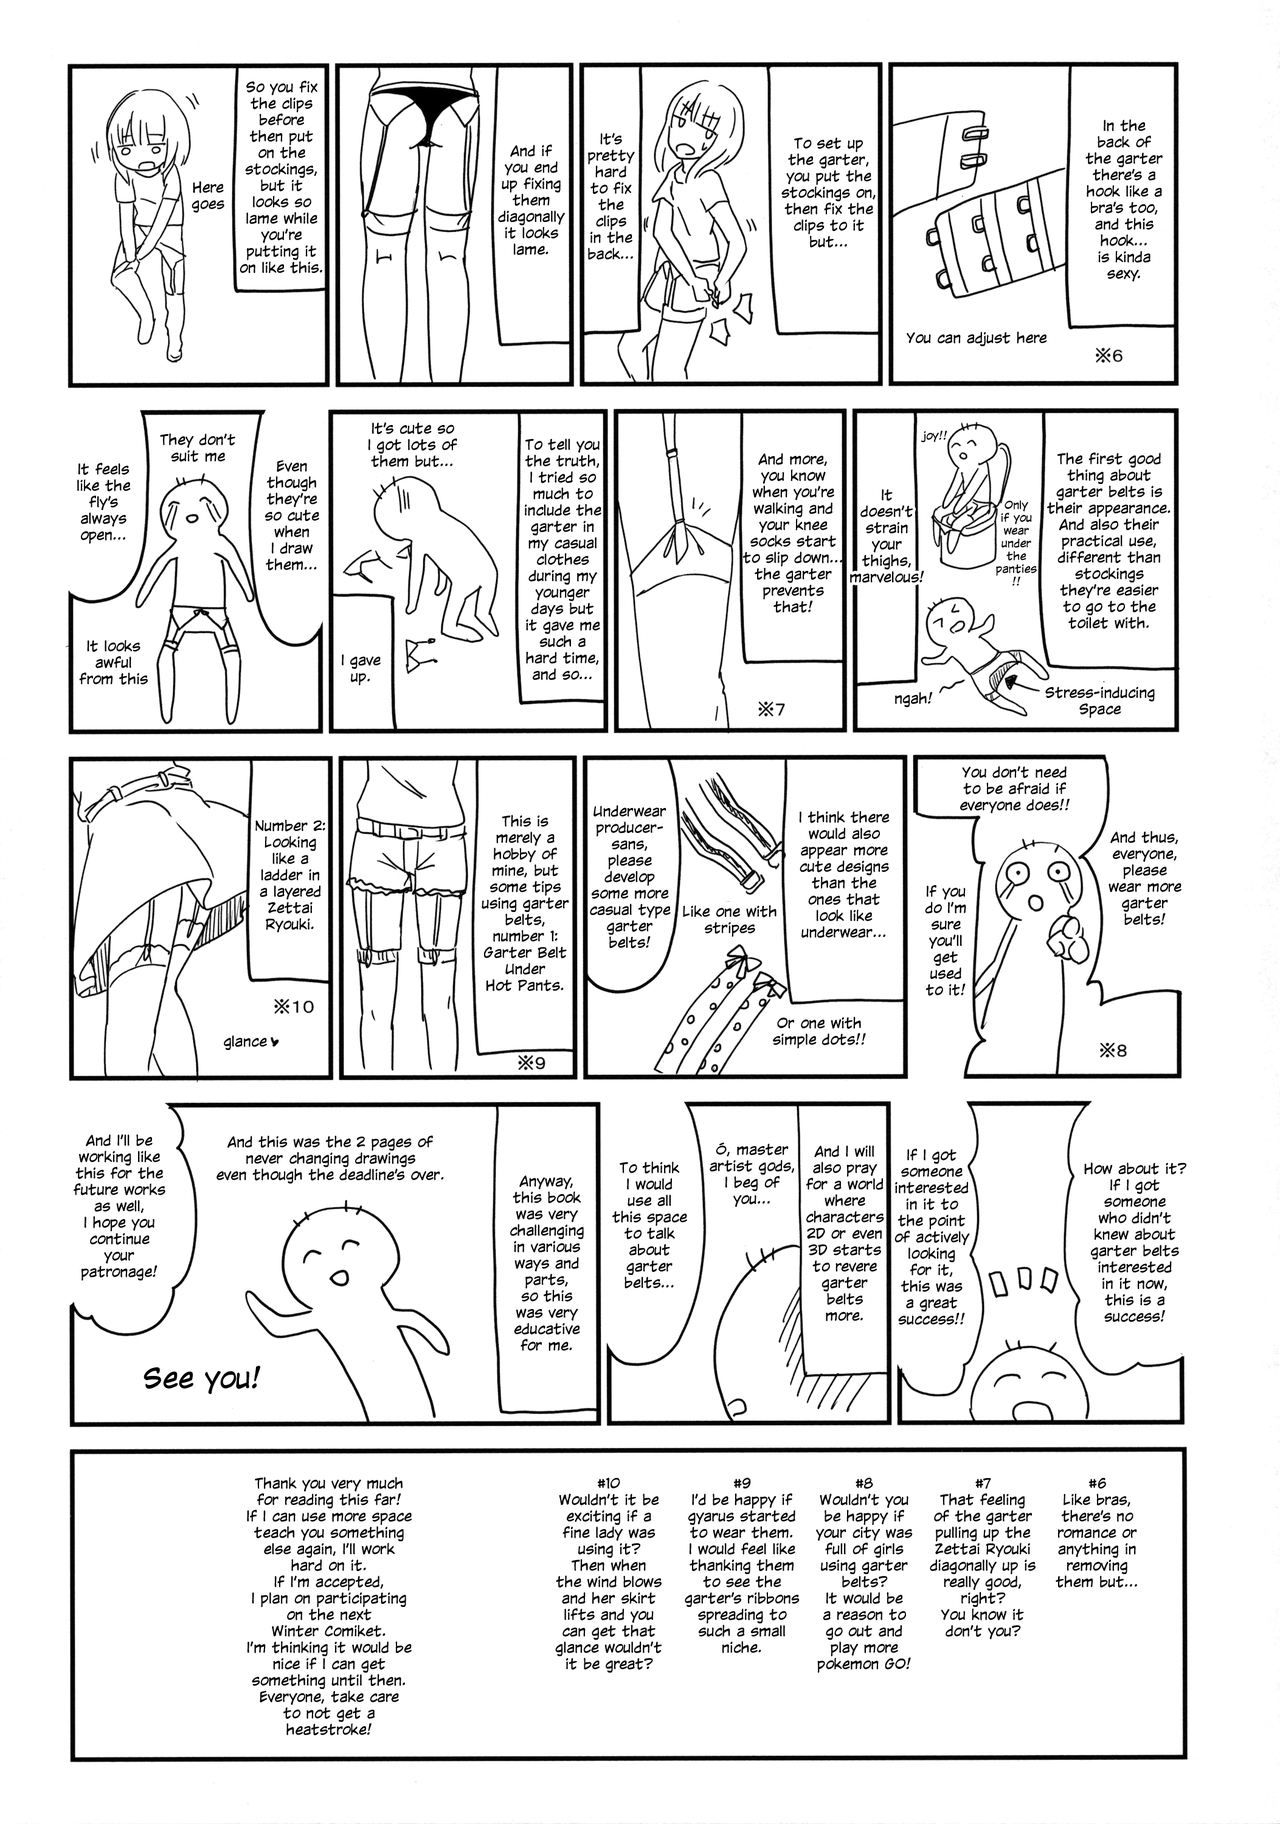 In the
back of
the garter
there's a
hook like a
bra's too,
and this
hook...
is kinda
sexy.
You can adjust here
※6
To set up
the garter,
you put the
stockings on,
then fix the
clips to it
but...
It's
pretty
hard
to fix
the
clips
in the
back...
And if
you end
up fixing
them
diagonally
it looks
lame.
So you fix
the clips
before
then put
on the
stockings,
but it
looks so
lame while
you're
putting it
on like this.
Here
goes
The first good
thing about
garter belts is
their appearance.
And also their
practical use,
different than
stockings
they're easier
to go to the
toilet with.
joy!!
Only
if you
wear
under
the
panties
!!
It
doesn't
strain
your
thighs,
marvelous!
ngah!
Stress-inducing
Space
And more,
you know
when you're
walking and
your knee
socks start
to slip down...
the garter
prevents
that!
※7
To tell you
the truth,
I tried so
much to
include the
garter in
my casual
clothes
during my
younger
days but
it gave me
such a
hard time,
and so...
It's cute so
I got lots of
them but...
I gave
up.
Even
though
they're
so cute
when
I draw
them...
They don't
suit me
It feels
like the
fly's
always
open...
It looks
awful
from this
And thus,
everyone,
please
wear more
garter
belts!
You don't need
to be afraid if
everyone does!!
If you
do I'm
sure
you'll
get
used
to it!
※8
I think there
would also
appear more
cute designs
than the
ones that
look like
underwear...
Like one with
stripes
Or one with
simple dots!!
Underwear
producer-
sans,
please
develop
some more
casual type
garter
belts!
This is
merely a
hobby of
mine, but
some tips
using garter
belts,
number 1:
Garter Belt
Under
Hot Pants.
※9
Number 2:
Looking
like a
ladder in
a layered
Zettai
Ryouki.
※10
glance♥
How about it?
If I got
someone
who didn't
know about
garter belts
interested
in it now,
this is a
success!
If I got
someone
interested
in it to
the point
of actively
looking
for it,
this was
a great
success!!
And I will
also pray
for a world
where
characters
2D or even
3D starts
to revere
garter
belts
more.
Ó, master
artist gods,
I beg of
you...
To think
I would
use all
this space
to talk
about
garter
belts...
Anyway,
this book
was very
challenging
in various
ways and
parts,
so this
was very
educative
for me.
And this was the 2 pages of
never changing drawings
even though the deadline's over.
And I'll be
working like
this for the
future works
as well,
I hope you
continue
your
patronage!
See you!
#6
Like bras,
there's no
romance or
anything in
removing
them but...
#7
That feeling
of the garter
pulling up the
Zettai Ryouki
diagonally up is
really good,
right?
You know it
don't you?
#8
Wouldn't you
be happy if
your city was
full of girls
using garter
belts?
It would be
a reason to
go out and
play more
pokemon GO!
#9
I'd be happy if
gyarus started
to wear them.
I would feel like
thanking them
to see the
garter's ribbons
spreading to
such a small
niche.
#10
Wouldn't it be
exciting if a
fine lady was
using it?
Then when
the wind blows
and her skirt
lifts and you
can get that
glance wouldn't
it be great?
Thank you very much
for reading this far!
If I can use more space
teach you something
else again, I'll work
hard on it.
If I'm accepted,
I plan on participating
on the next
Winter Comiket.
I'm thinking it would be
nice if I can get
something until then.
Everyone, take care
to not get a
heatstroke!